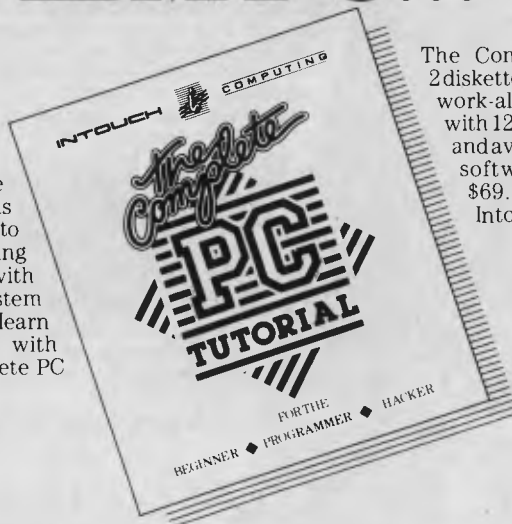 s
to
ng
with
stem
learn
with
ete PC
INTOUCH COMPUTING
The
Complete
PC
TUTORIAL
FOR THE
BEGINNER ◆ PROGRAMMER ◆ HACKER
The Con
2diskette
work-al
with 12
andav
softw
$69.
Into